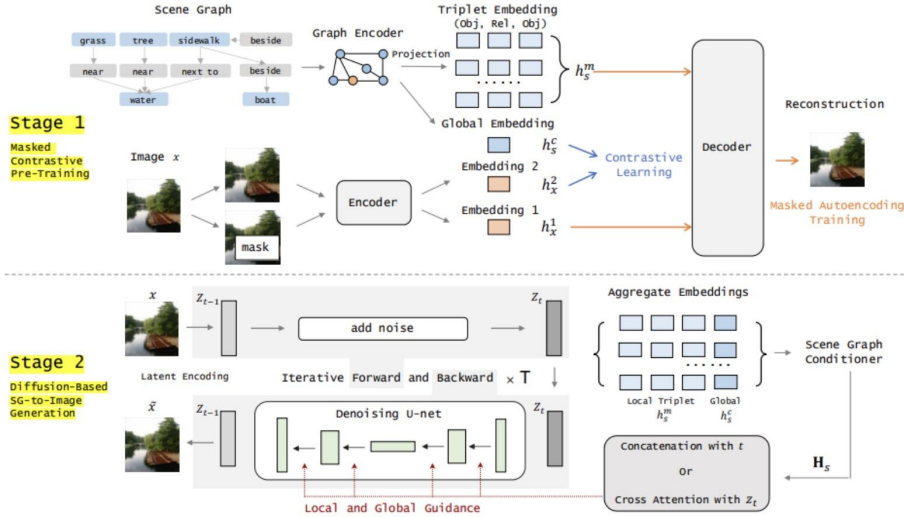 Scene Graph
grass tree sidewalk beside
near near next to beside
water boat
Graph Encoder
Projection
Triplet Embedding
(Obj, Rel, Obj)
......
h_s^m
Global Embedding
h_s^c
Stage 1
Masked
Contrastive
Pre-Training
Image x
mask
Encoder
Embedding 2
h_x^2
Embedding 1
h_x^1
Contrastive
Learning
Decoder
Reconstruction
Masked Autoencoding
Training
Stage 2
Diffusion-Based
SG-to-Image
Generation
x
Z_{t-1}
add noise
Z_t
Latent Encoding
Iterative Forward and Backward × T
x̃
Z_{t-1}
Denoising U-net
Z_t
Local and Global Guidance
Aggregate Embeddings
......
Local Triplet Global
h_s^m h_s^c
Scene Graph
Conditioner
H_s
Concatenation with t
Or
Cross Attention with Z_t